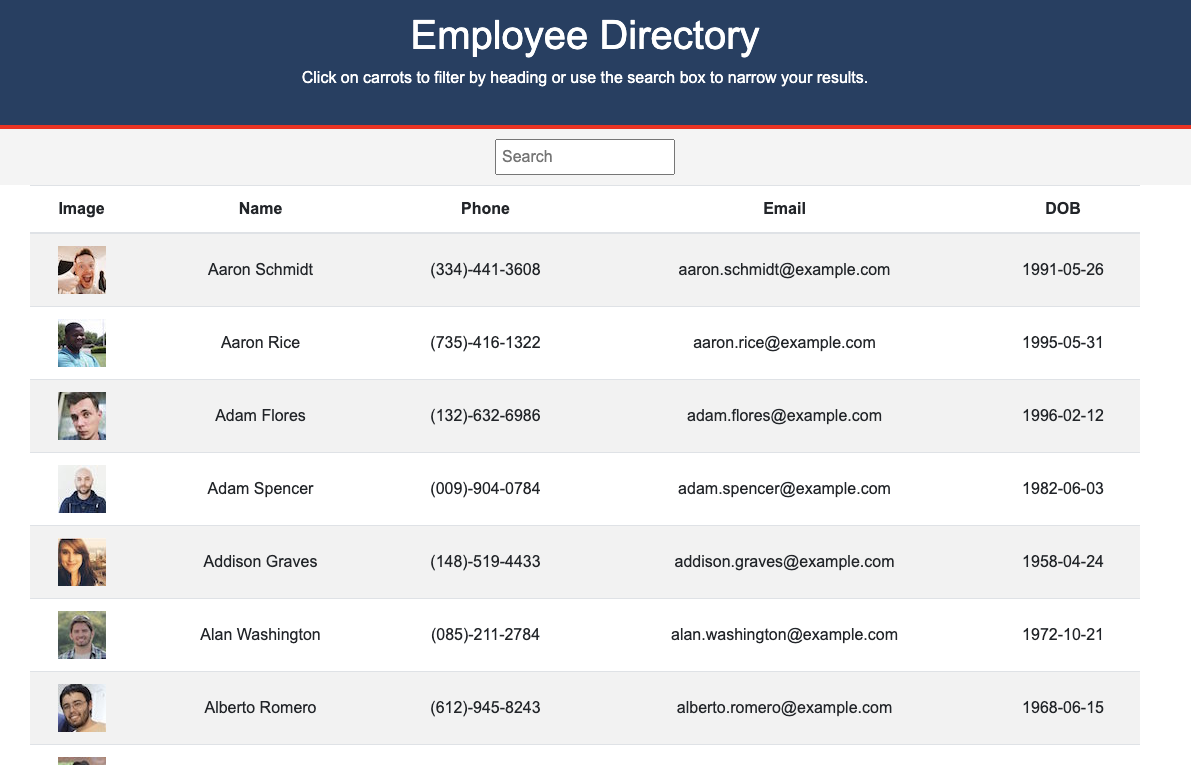 Employee Directory
Click on carrots to filter by heading or use the search box to narrow your results.
Search
Image Name Phone Email DOB
Aaron Schmidt (334)-441-3608 aaron.schmidt@example.com 1991-05-26
Aaron Rice (735)-416-1322 aaron.rice@example.com 1995-05-31
Adam Flores (132)-632-6986 adam.flores@example.com 1996-02-12
Adam Spencer (009)-904-0784 adam.spencer@example.com 1982-06-03
Addison Graves (148)-519-4433 addison.graves@example.com 1958-04-24
Alan Washington (085)-211-2784 alan.washington@example.com 1972-10-21
Alberto Romero (612)-945-8243 alberto.romero@example.com 1968-06-15